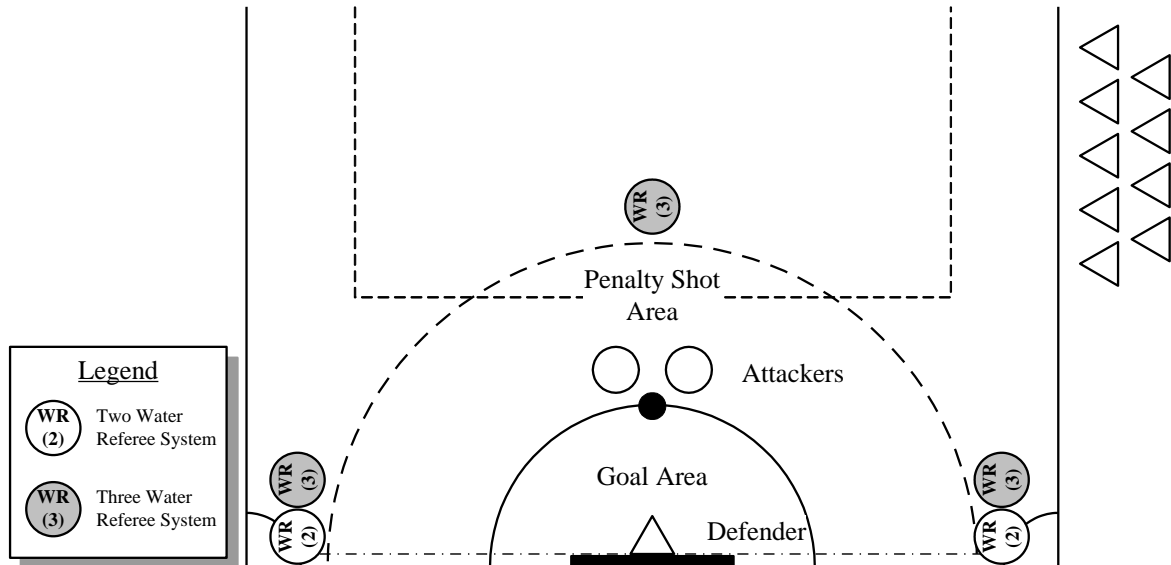 WR
(3)
Penalty Shot
Area
Attackers
Legend
WR
(2)
Two Water
Referee System
WR
(3)
Three Water
Referee System
WR
(3)
WR
(2)
Goal Area
Defender
WR
(3)
WR
(2)